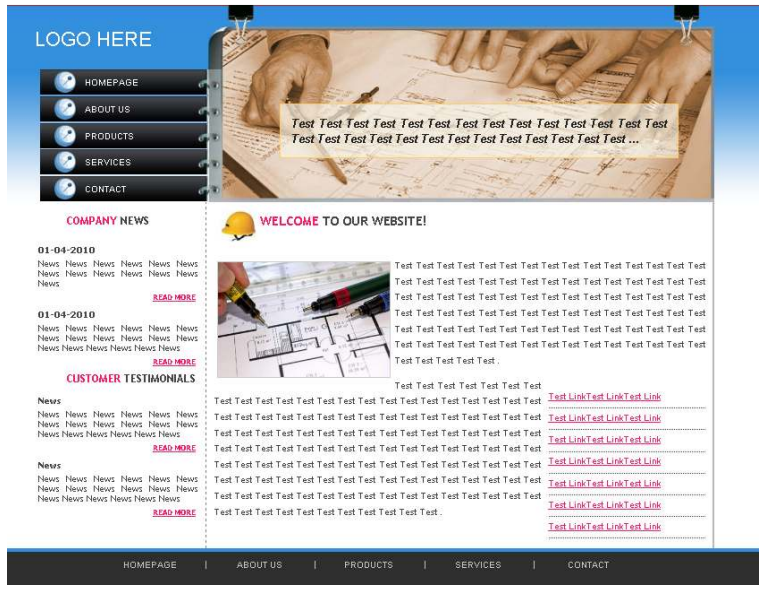 LOGO HERE
HOMEPAGE
ABOUT US
PRODUCTS
SERVICES
CONTACT
Test Test Test Test Test Test Test Test Test Test Test Test Test Test
Test Test Test Test Test Test Test Test Test Test Test Test Test ...
COMPANY NEWS
01-04-2010
News News News News News News
News News News News News News
News
READ MORE
01-04-2010
News News News News News News
News News News News News News
News News News News News News
READ MORE
CUSTOMER TESTIMONIALS
News
News News News News News News
News News News News News News
News News News News News News
READ MORE
News
News News News News News News
News News News News News News
News News News News News News
READ MORE
WELCOME TO OUR WEBSITE!
Test Test Test Test Test Test Test Test Test Test Test Test Test Test Test
Test Test Test Test Test Test Test Test Test Test Test Test Test Test Test
Test Test Test Test Test Test Test Test Test Test Test Test Test Test Test
Test Test Test Test Test Test Test Test Test Test Test Test Test Test Test
Test Test Test Test Test Test Test Test Test Test Test Test Test Test Test
Test Test Test Test Test Test Test Test Test Test Test Test Test Test Test
Test Test Test Test Test .
Test Test Test Test Test Test Test
Test Test Test Test Test Test Test Test Test Test Test Test Test Test Test Test
Test Test Test Test Test Test Test Test Test Test Test Test Test Test Test Test
Test Test Test Test Test Test Test Test Test Test Test Test Test Test Test Test
Test Test Test Test Test Test Test Test Test Test Test Test Test Test Test Test
Test Test Test Test Test Test Test Test Test Test Test Test Test Test Test Test
Test Test Test Test Test Test Test Test Test Test Test Test Test Test Test Test
Test Test Test Test Test Test Test Test Test Test Test Test Test Test Test Test
Test Test Test Test Test Test Test Test Test Test Test .
Test LinkTest LinkTest Link
Test LinkTest LinkTest Link
Test LinkTest LinkTest Link
Test LinkTest LinkTest Link
Test LinkTest LinkTest Link
Test LinkTest LinkTest Link
Test LinkTest LinkTest Link
HOMEPAGE | ABOUT US | PRODUCTS | SERVICES | CONTACT